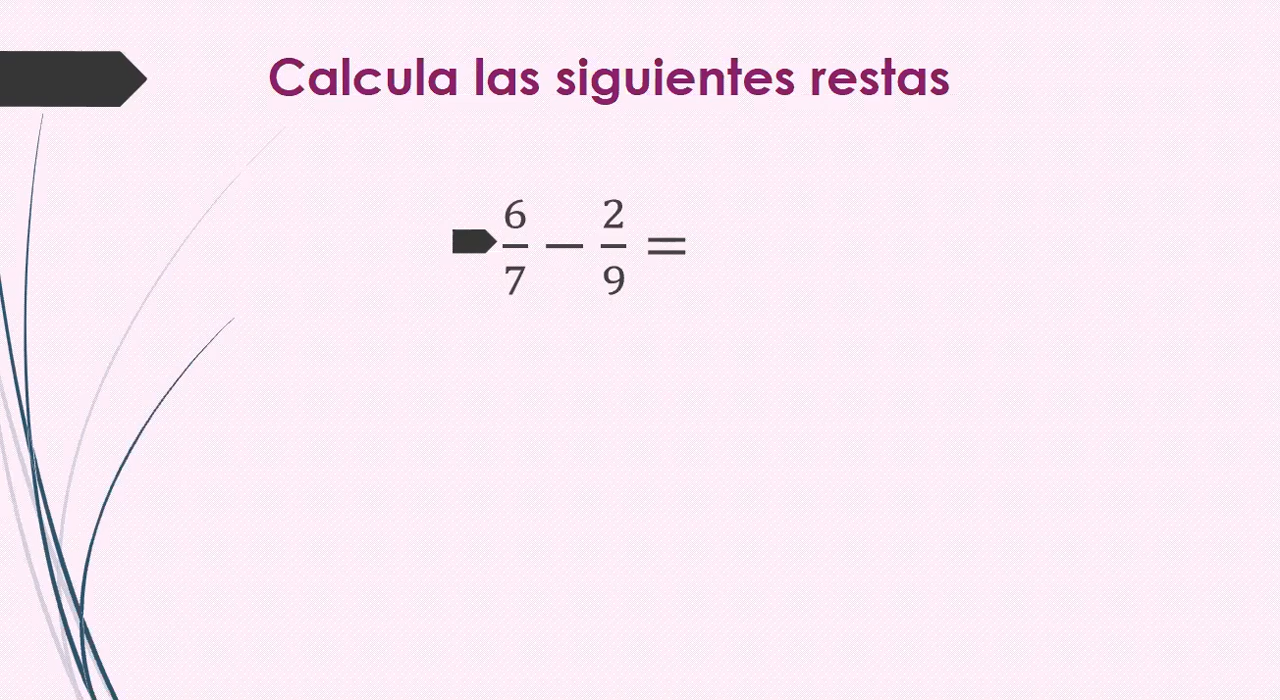 Calcula las siguientes restas
6/7 − 2/9 =